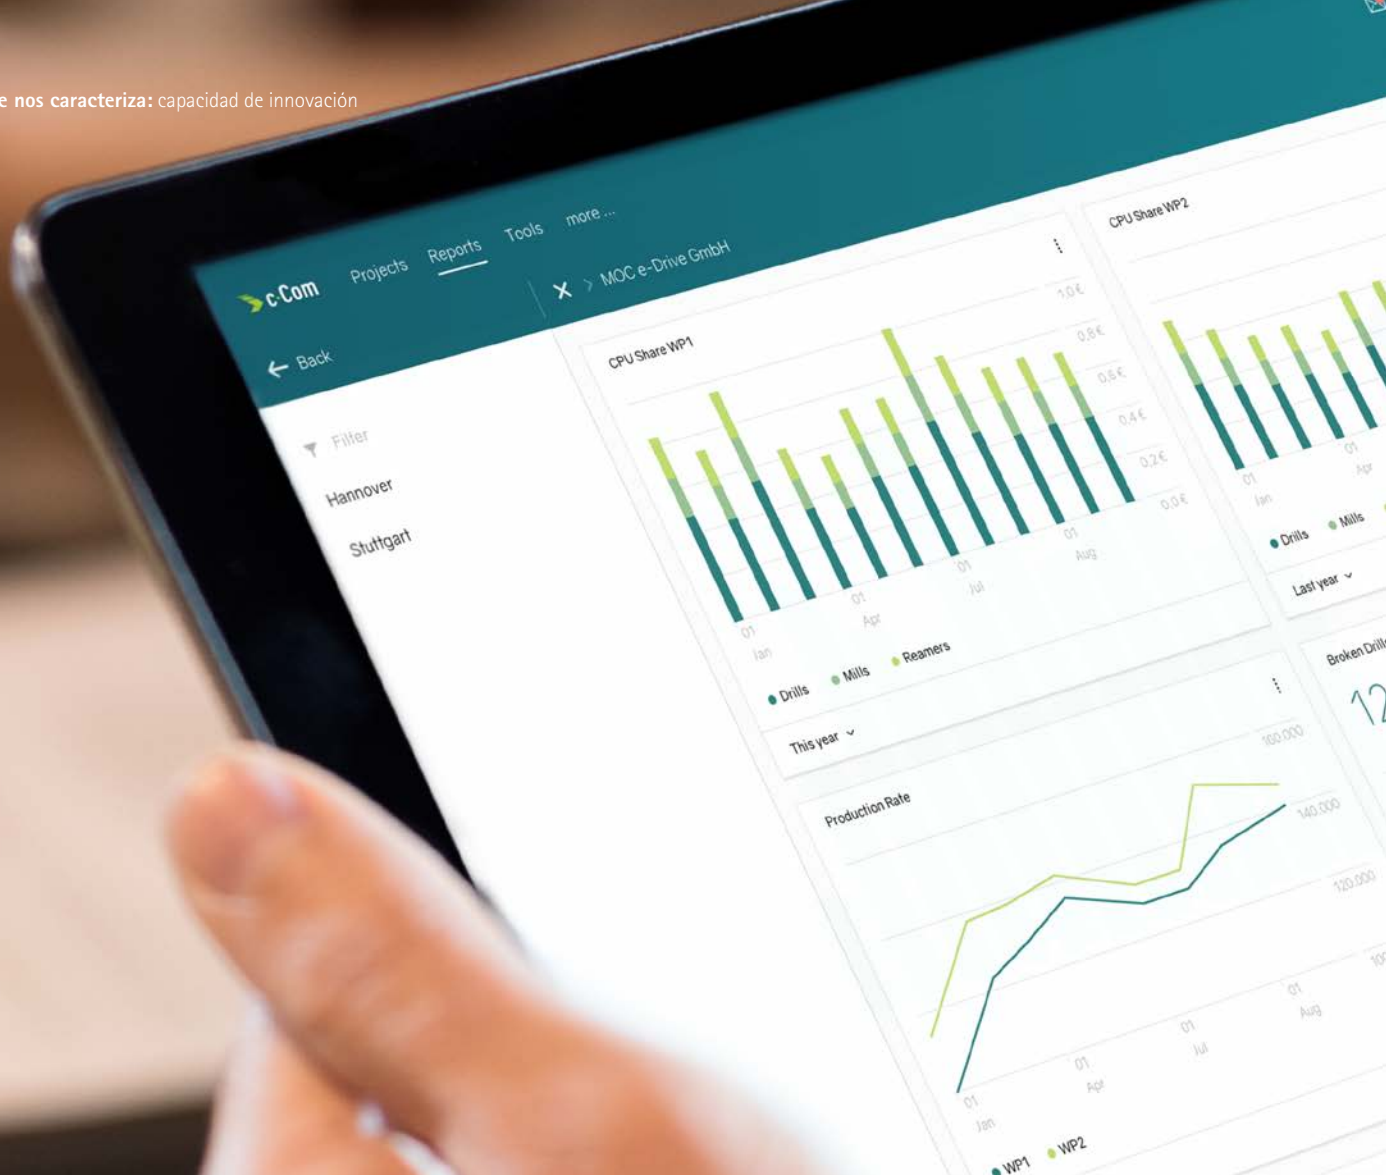 e nos caracteriza: capacidad de innovación
c-Com
Projects
Reports
Tools
more ...
Back
X > MOC e-Drive GmbH
Filter
Hannover
Stuttgart
CPU Share WP1
1,0 €
0,8 €
0,6 €
0,4 €
0,2 €
0,0 €
01 Jan
01 Apr
01 Jul
01 Aug
Drills
Mills
Reamers
This year
CPU Share WP2
01 Jan
01 Apr
Drills
Mills
Last year
Production Rate
160.000
140.000
120.000
01 Jan
01 Apr
01 Jul
01 Aug
WP1
WP2
Broken Drills